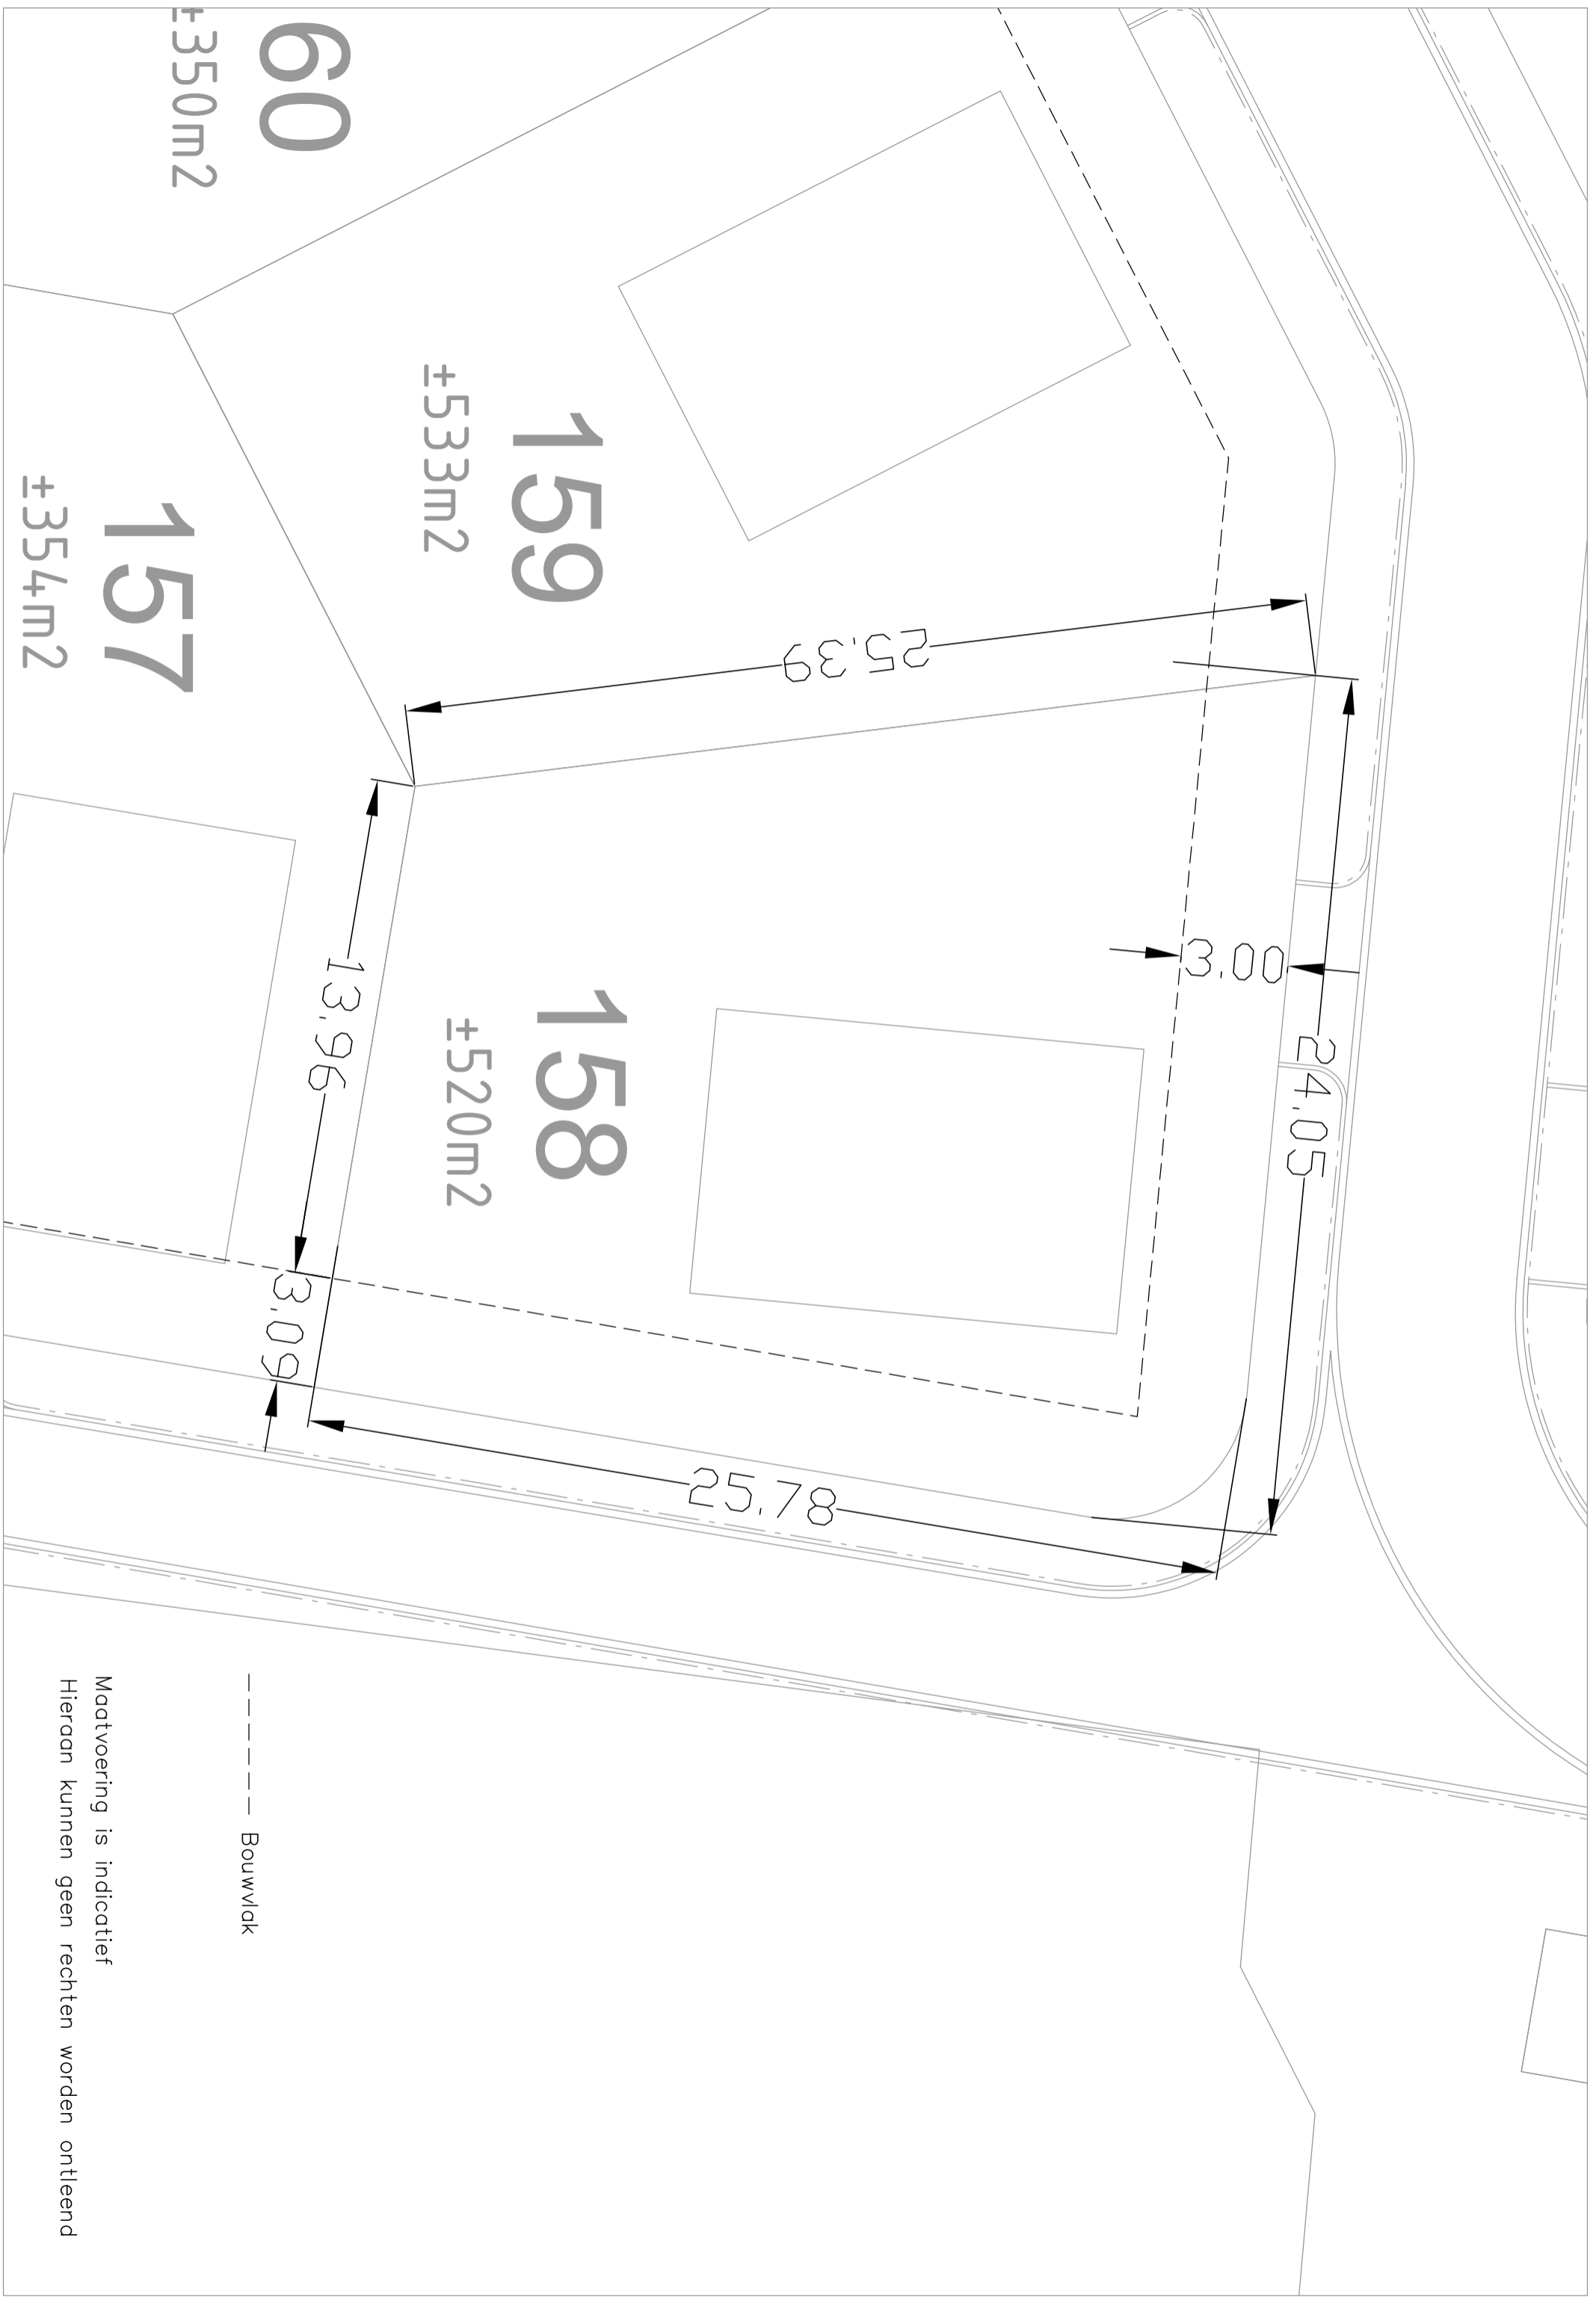 60
±350m2
159
±533m2
157
±354m2
158
±520m2
25.39
24.05
3.00
13.96
3.09
25.78
Bouwvlak
Maatvoering is indicatief
Hieraan kunnen geen rechten worden ontleend